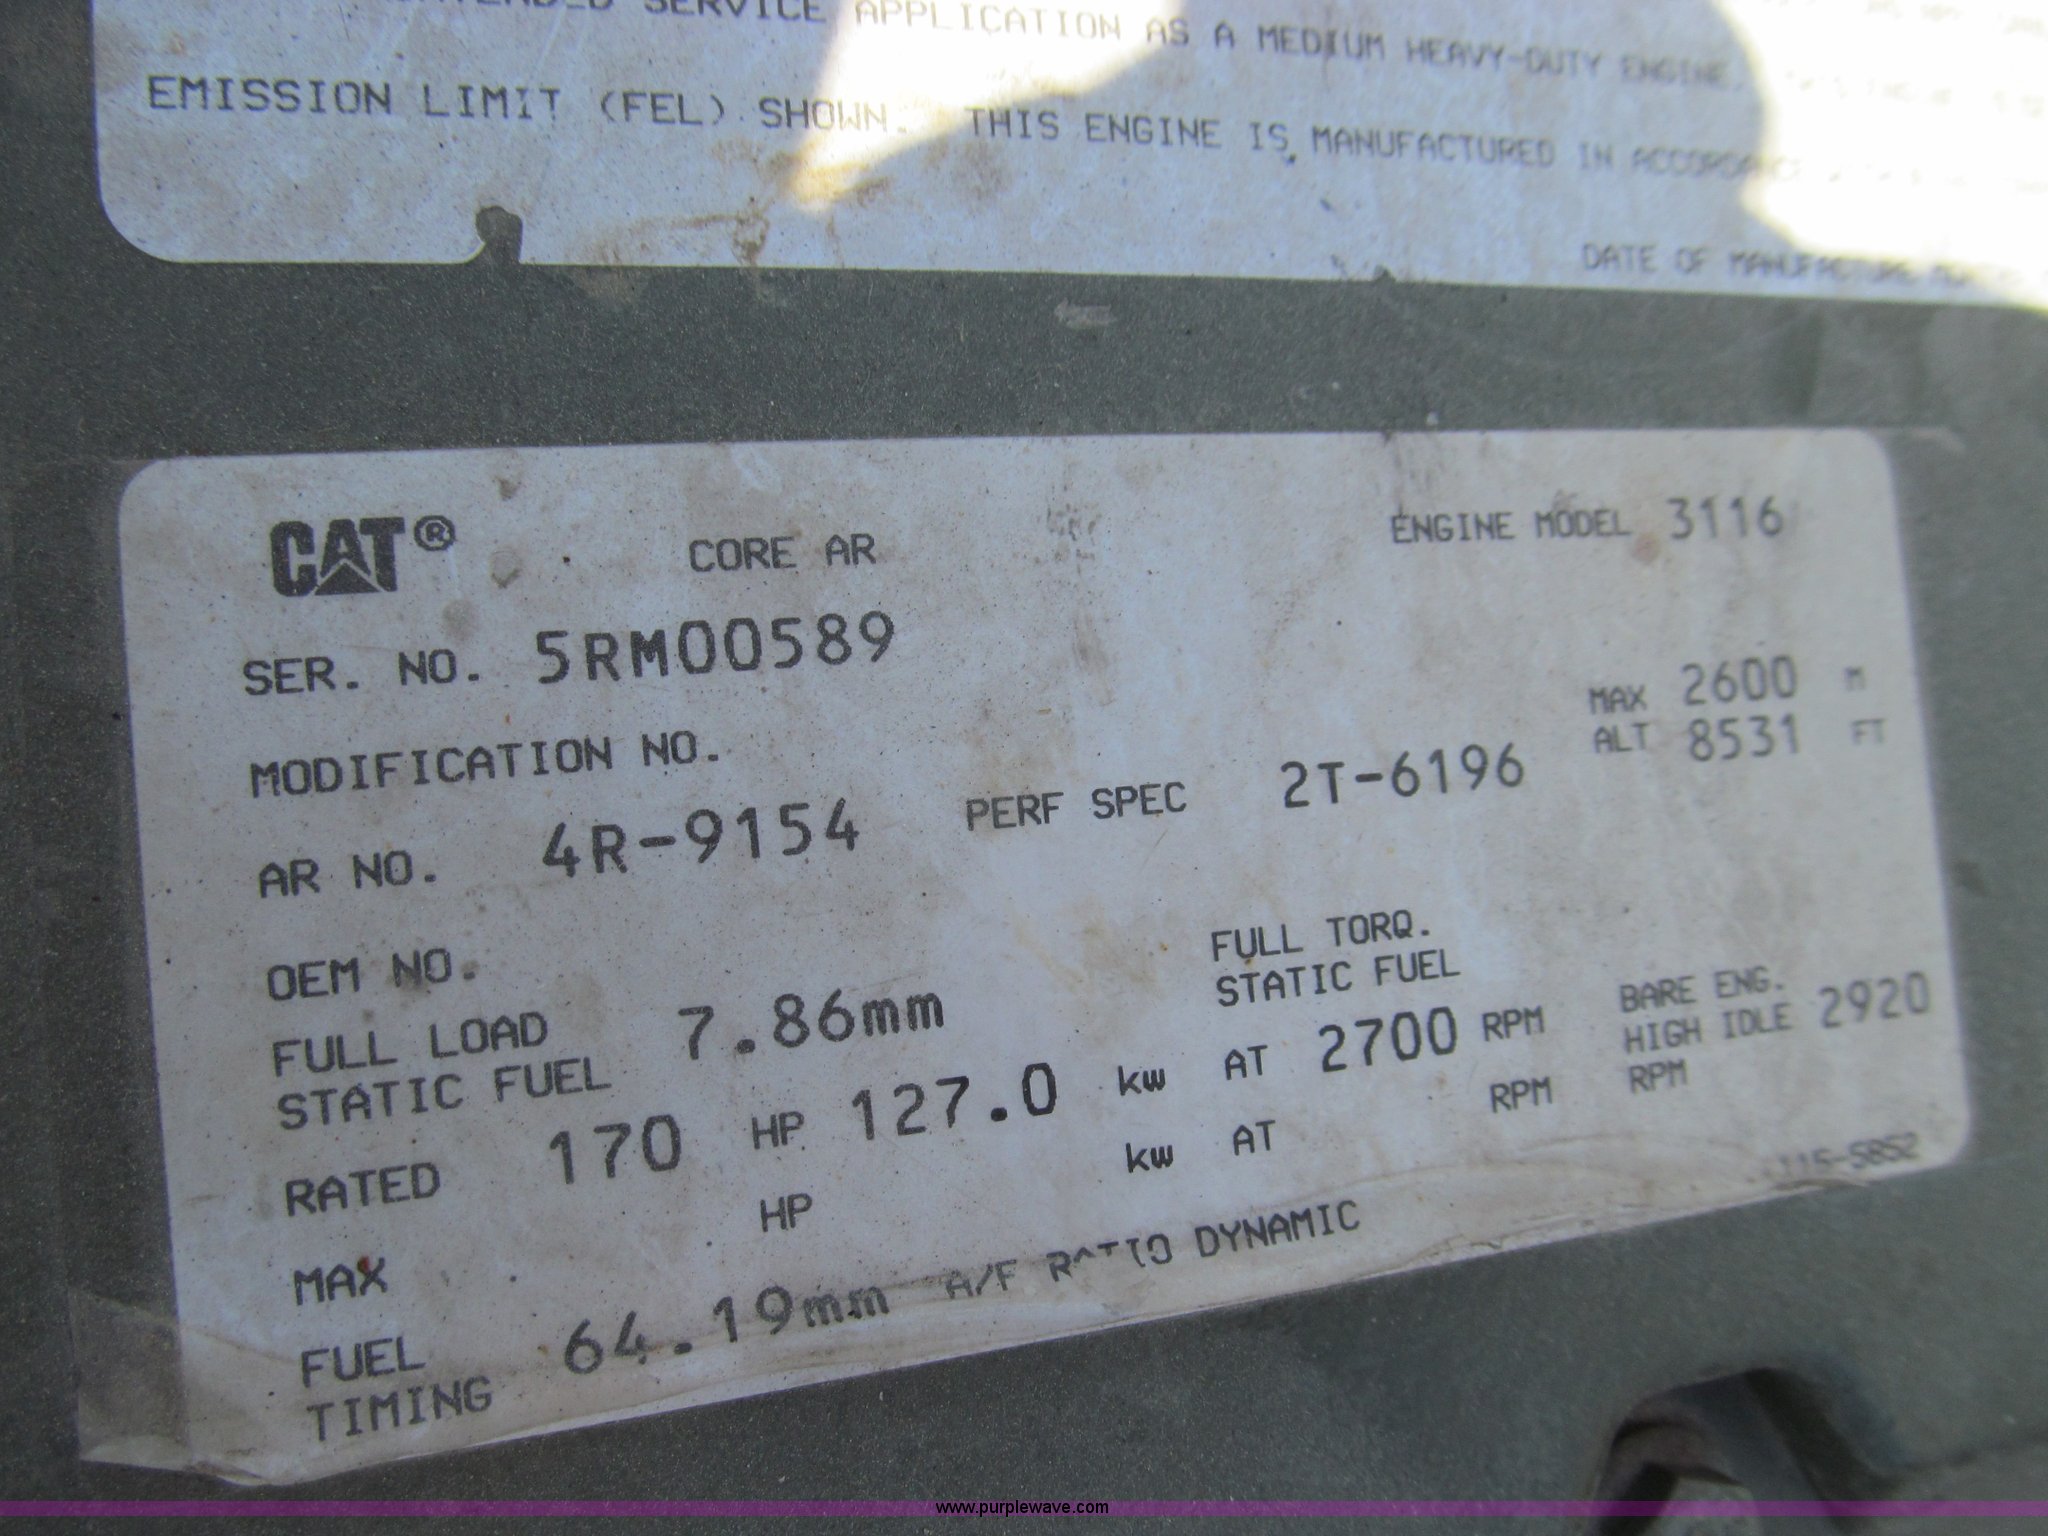 SERVICE APPLICATION AS A MEDIUM HEAVY-DUTY ENGINE.
EMISSION LIMIT (FEL) SHOWN. THIS ENGINE IS MANUFACTURED IN ACCORDANCE
DATE OF MANUFACTURE
CAT® CORE AR ENGINE MODEL 3116
SER. NO. 5RM00589
MAX 2600 M
ALT 8531 FT
MODIFICATION NO.
AR NO. 4R-9154 PERF SPEC 2T-6196
OEM NO.
FULL LOAD
STATIC FUEL 7.86mm
FULL TORQ.
STATIC FUEL
RATED 170 HP 127.0 kw AT 2700 RPM
BARE ENG.
HIGH IDLE 2920
RPM
MAX HP kw AT RPM
FUEL
TIMING 64.19mm A/F RATIO DYNAMIC
115-5852
www.purplewave.com